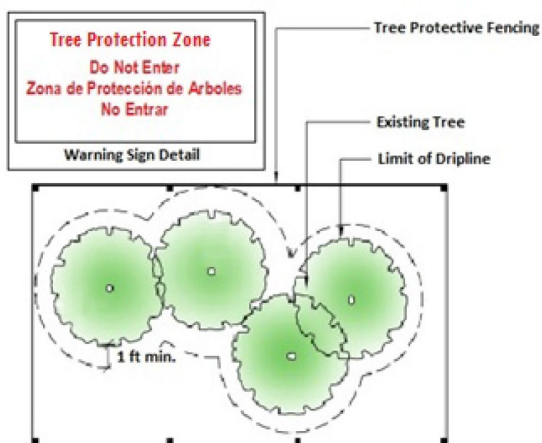 Tree Protection Zone
Do Not Enter
Zona de Protección de Arboles
No Entrar
Warning Sign Detail
Tree Protective Fencing
Existing Tree
Limit of Dripline
1 ft min.